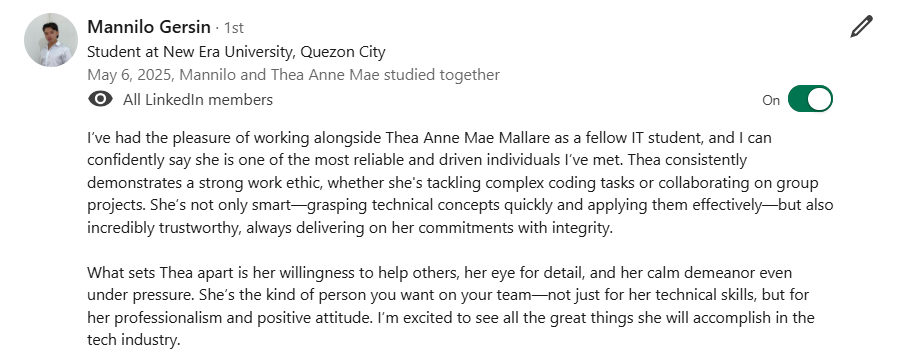 Mannilo Gersin · 1st
Student at New Era University, Quezon City
May 6, 2025, Mannilo and Thea Anne Mae studied together
All LinkedIn members
On
I’ve had the pleasure of working alongside Thea Anne Mae Mallare as a fellow IT student, and I can
confidently say she is one of the most reliable and driven individuals I’ve met. Thea consistently
demonstrates a strong work ethic, whether she's tackling complex coding tasks or collaborating on group
projects. She’s not only smart—grasping technical concepts quickly and applying them effectively—but also
incredibly trustworthy, always delivering on her commitments with integrity.
What sets Thea apart is her willingness to help others, her eye for detail, and her calm demeanor even
under pressure. She’s the kind of person you want on your team—not just for her technical skills, but for
her professionalism and positive attitude. I’m excited to see all the great things she will accomplish in the
tech industry.